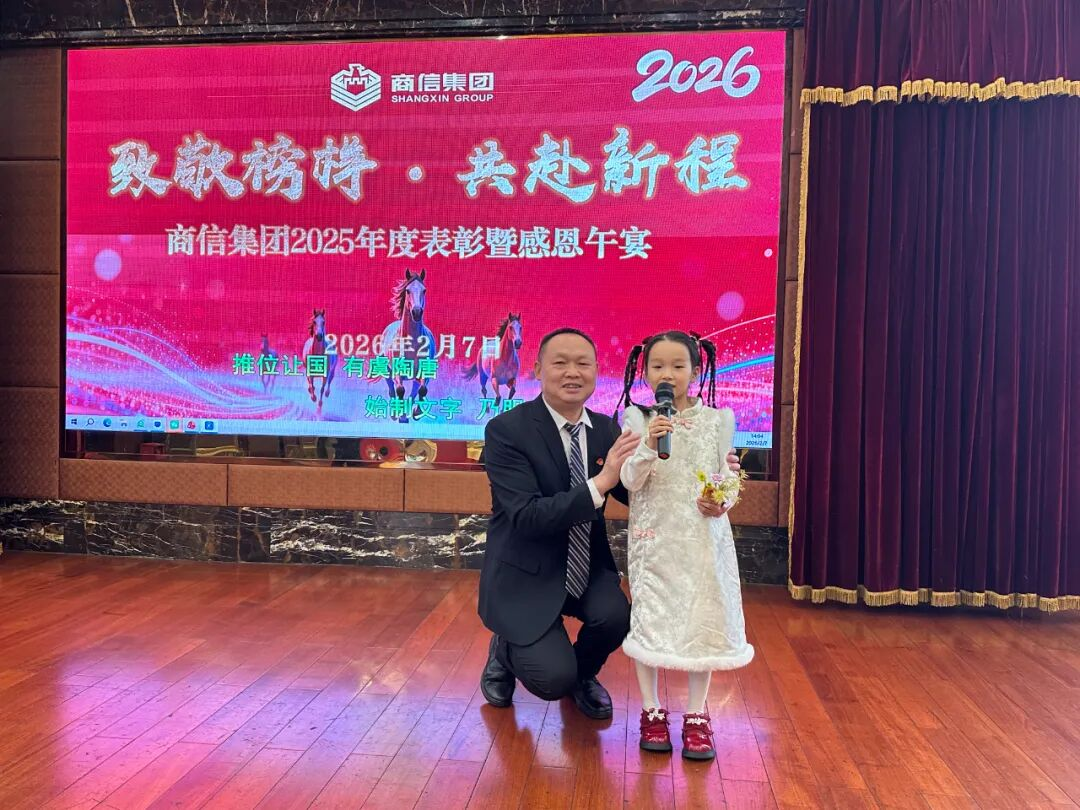 商信集团
SHANGXIN GROUP
2026
致敬榜样·共赴新程
商信集团2025年度表彰暨感恩午宴
2026年2月7日
推位让国 有虞陶唐
始制文字 乃
14:04